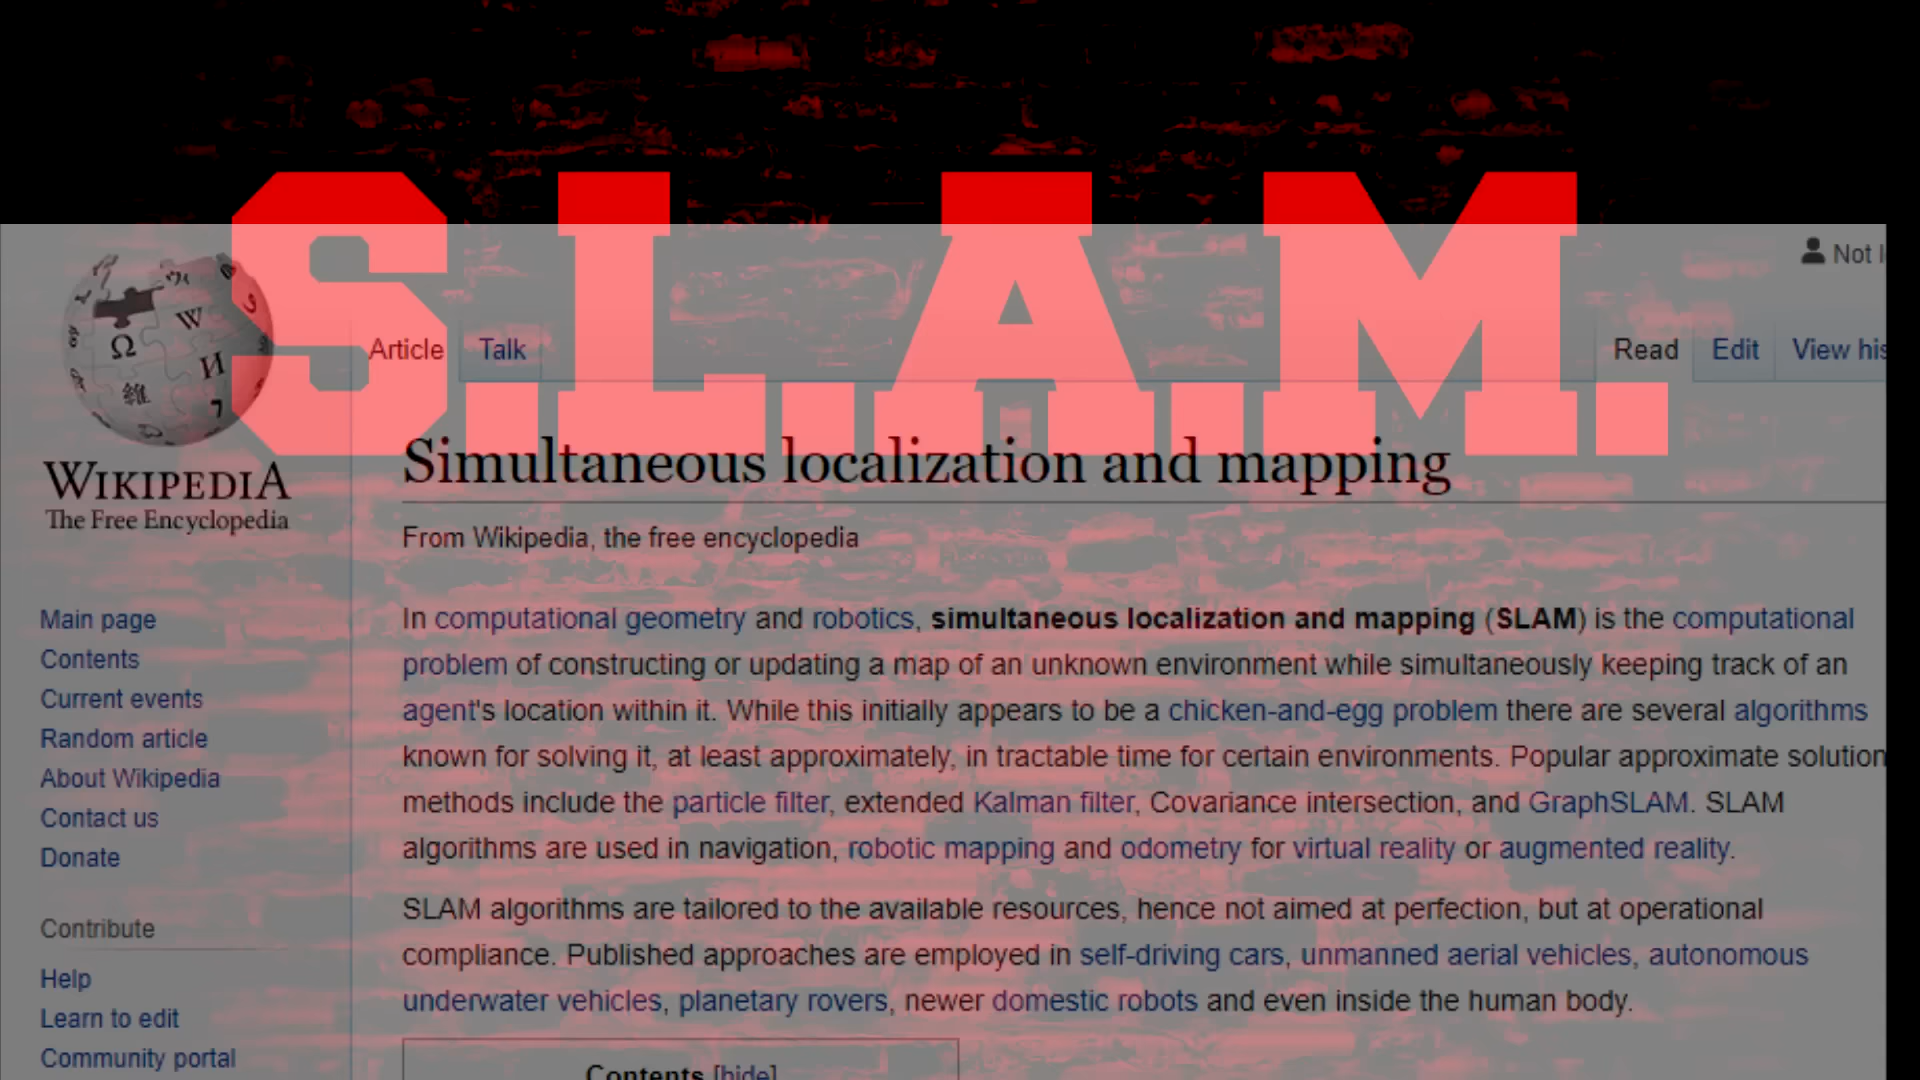 S.L.A.M.
Not
Article
Talk
Read
Edit
View
Simultaneous localization and mapping
WIKIPEDIA
The Free Encyclopedia
From Wikipedia, the free encyclopedia
Main page
Contents
Current events
Random article
About Wikipedia
Contact us
Donate
Contribute
Help
Learn to edit
Community portal
In computational geometry and robotics, simultaneous localization and mapping (SLAM) is the computational
problem of constructing or updating a map of an unknown environment while simultaneously keeping track of an
agent's location within it. While this initially appears to be a chicken-and-egg problem there are several algorithms
known for solving it, at least approximately, in tractable time for certain environments. Popular approximate solution
methods include the particle filter, extended Kalman filter, Covariance intersection, and GraphSLAM. SLAM
algorithms are used in navigation, robotic mapping and odometry for virtual reality or augmented reality.
SLAM algorithms are tailored to the available resources, hence not aimed at perfection, but at operational
compliance. Published approaches are employed in self-driving cars, unmanned aerial vehicles, autonomous
underwater vehicles, planetary rovers, newer domestic robots and even inside the human body.
Contents [hide]